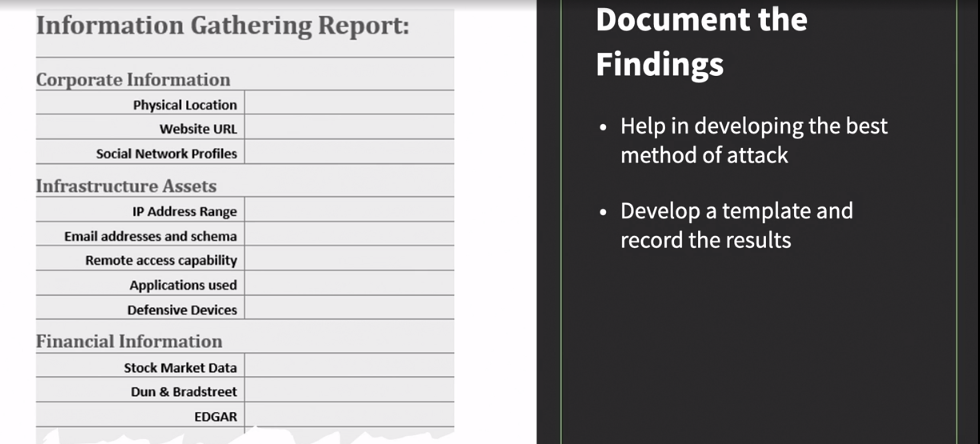 Information Gathering Report:
Corporate Information
Physical Location
Website URL
Social Network Profiles
Infrastructure Assets
IP Address Range
Email addresses and schema
Remote access capability
Applications used
Defensive Devices
Financial Information
Stock Market Data
Dun & Bradstreet
EDGAR
Document the
Findings
• Help in developing the best
method of attack
• Develop a template and
record the results